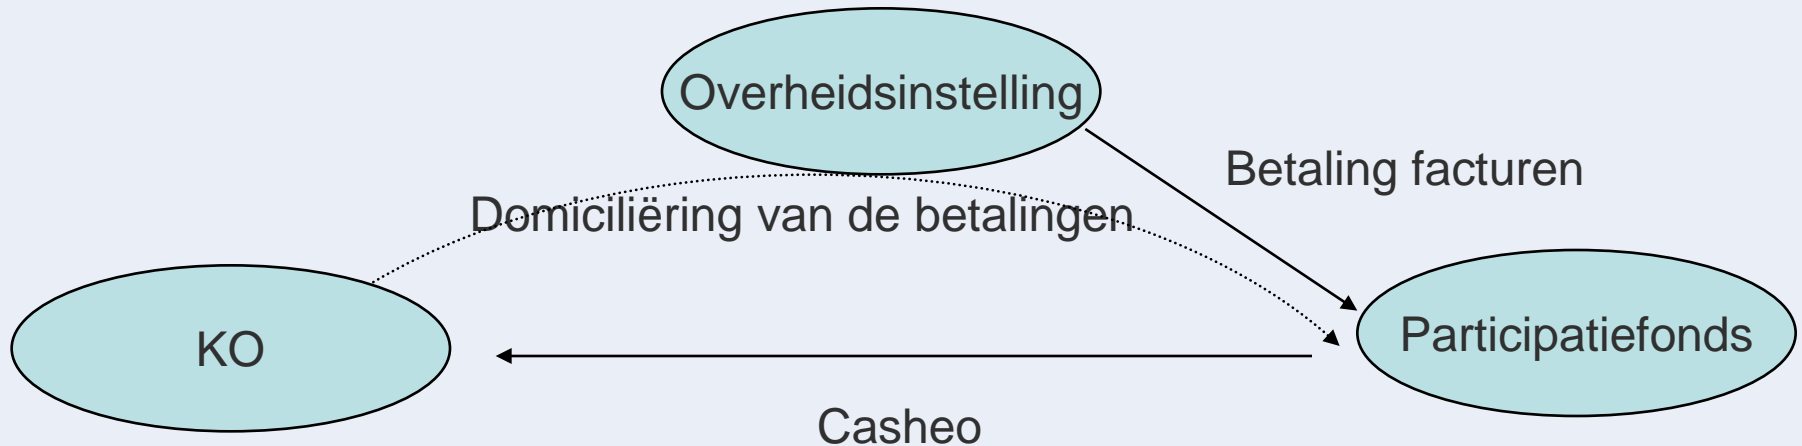 Overheidsinstelling
Betaling facturen
Domiciliëring van de betalingen
KO
Participatiefonds
Casheo